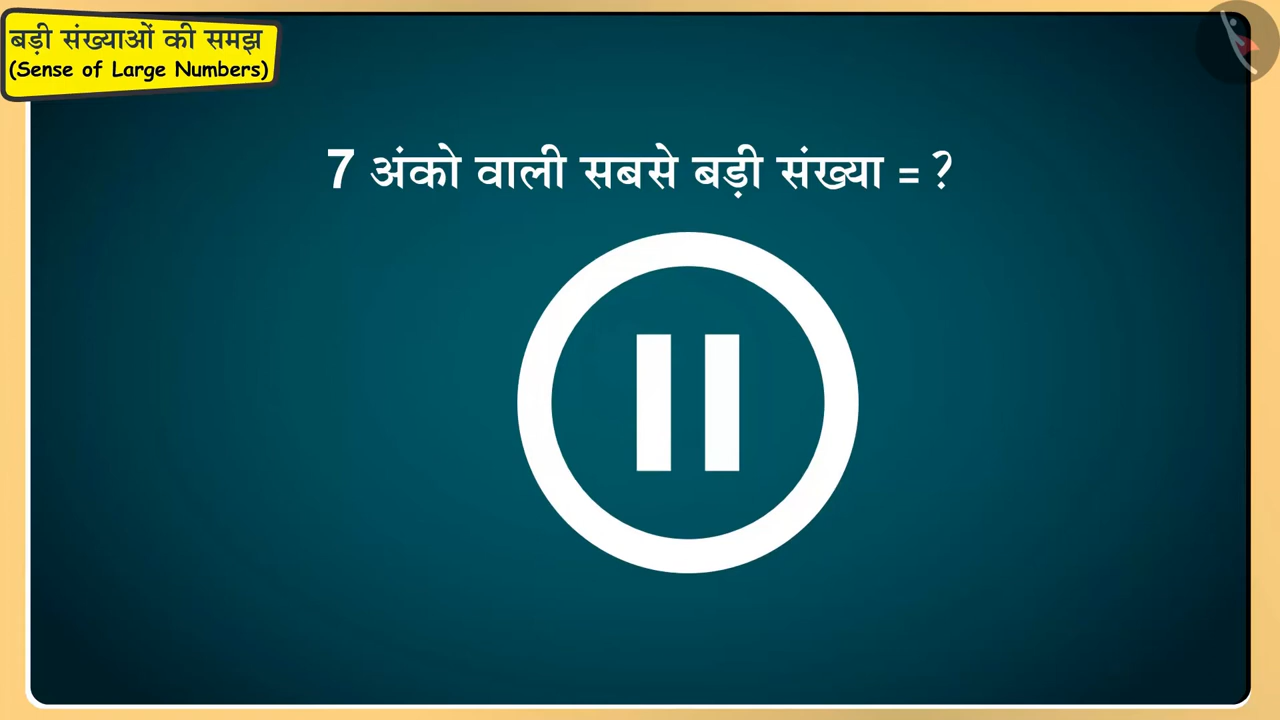 बड़ी संख्याओं की समझ
(Sense of Large Numbers)
7 अंको वाली सबसे बड़ी संख्या = ?